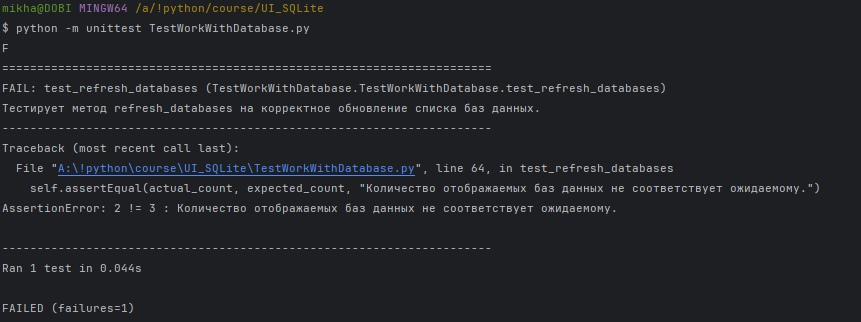 mikha@DOBI MINGW64 /a/!python/course/UI_SQLite
$ python -m unittest TestWorkWithDatabase.py
F
======================================================================
FAIL: test_refresh_databases (TestWorkWithDatabase.TestWorkWithDatabase.test_refresh_databases)
Тестирует метод refresh_databases на корректное обновление списка баз данных.
----------------------------------------------------------------------
Traceback (most recent call last):
  File "A:\!python\course\UI_SQLite\TestWorkWithDatabase.py", line 64, in test_refresh_databases
    self.assertEqual(actual_count, expected_count, "Количество отображаемых баз данных не соответствует ожидаемому.")
AssertionError: 2 != 3 : Количество отображаемых баз данных не соответствует ожидаемому.

----------------------------------------------------------------------
Ran 1 test in 0.044s

FAILED (failures=1)